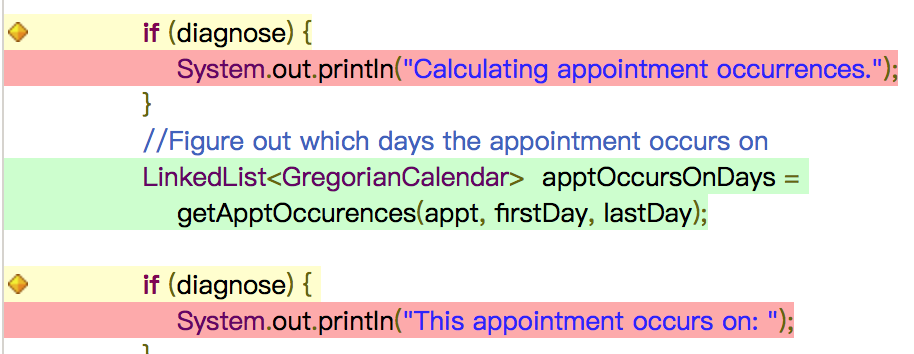 if (diagnose) {
System.out.println("Calculating appointment occurrences.");
}
//Figure out which days the appointment occurs on
LinkedList<GregorianCalendar>  apptOccursOnDays =
getApptOccurences(appt, firstDay, lastDay);
if (diagnose) {
System.out.println("This appointment occurs on: ");
}